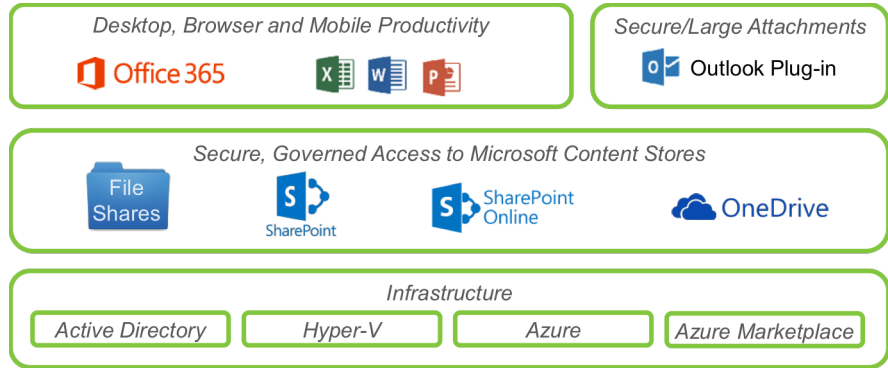 Desktop, Browser and Mobile Productivity
Office 365
X
W
P
Secure/Large Attachments
O
Outlook Plug-in
Secure, Governed Access to Microsoft Content Stores
File
Shares
S
SharePoint
S
SharePoint
Online
OneDrive
Infrastructure
Active Directory
Hyper-V
Azure
Azure Marketplace